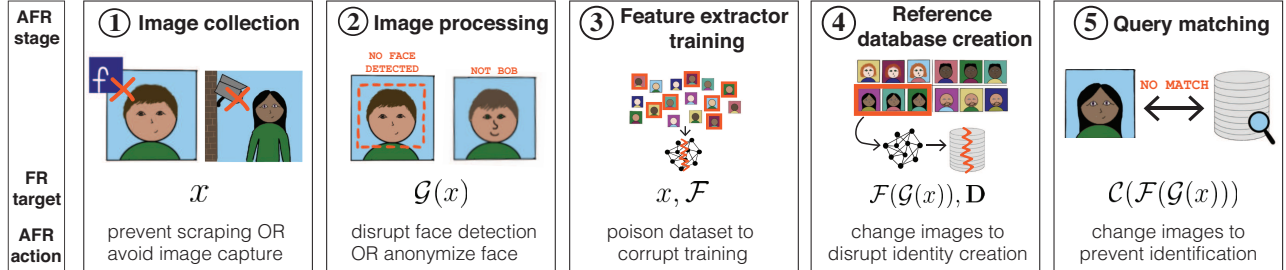 AFR
stage
FR
target
AFR
action
1 Image collection
f
x
prevent scraping OR
avoid image capture
2 Image processing
NO FACE
DETECTED
NOT BOB
𝒢(x)
disrupt face detection
OR anonymize face
3 Feature extractor
training
x, ℱ
poison dataset to
corrupt training
4 Reference
database creation
ℱ(𝒢(x)), D
change images to
disrupt identity creation
5 Query matching
NO MATCH
𝒞(ℱ(𝒢(x)))
change images to
prevent identification